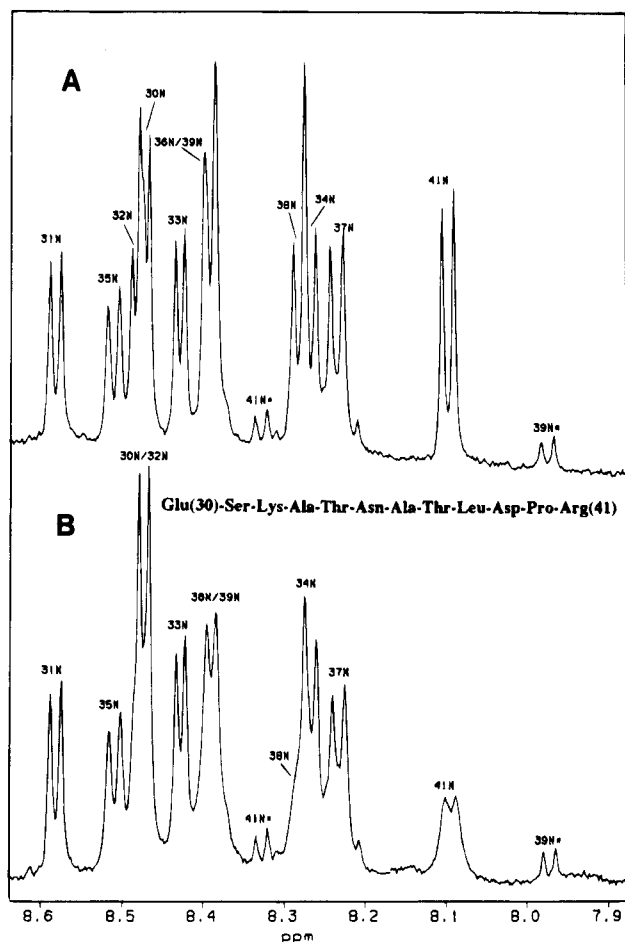 A
30N
36N/39N
32N
31N
33N
35N
38N
34N
37N
41N
41N*
39N*
30N/32N
Glu(30)-Ser-Lys-Ala-Thr-Asn-Ala-Thr-Leu-Asp-Pro-Arg(41)
B
36N/39N
34N
33N
31N
37N
35N
38N
41N
41N*
39N*
8.6 8.5 8.4 8.3 8.2 8.1 8.0 7.9
ppm